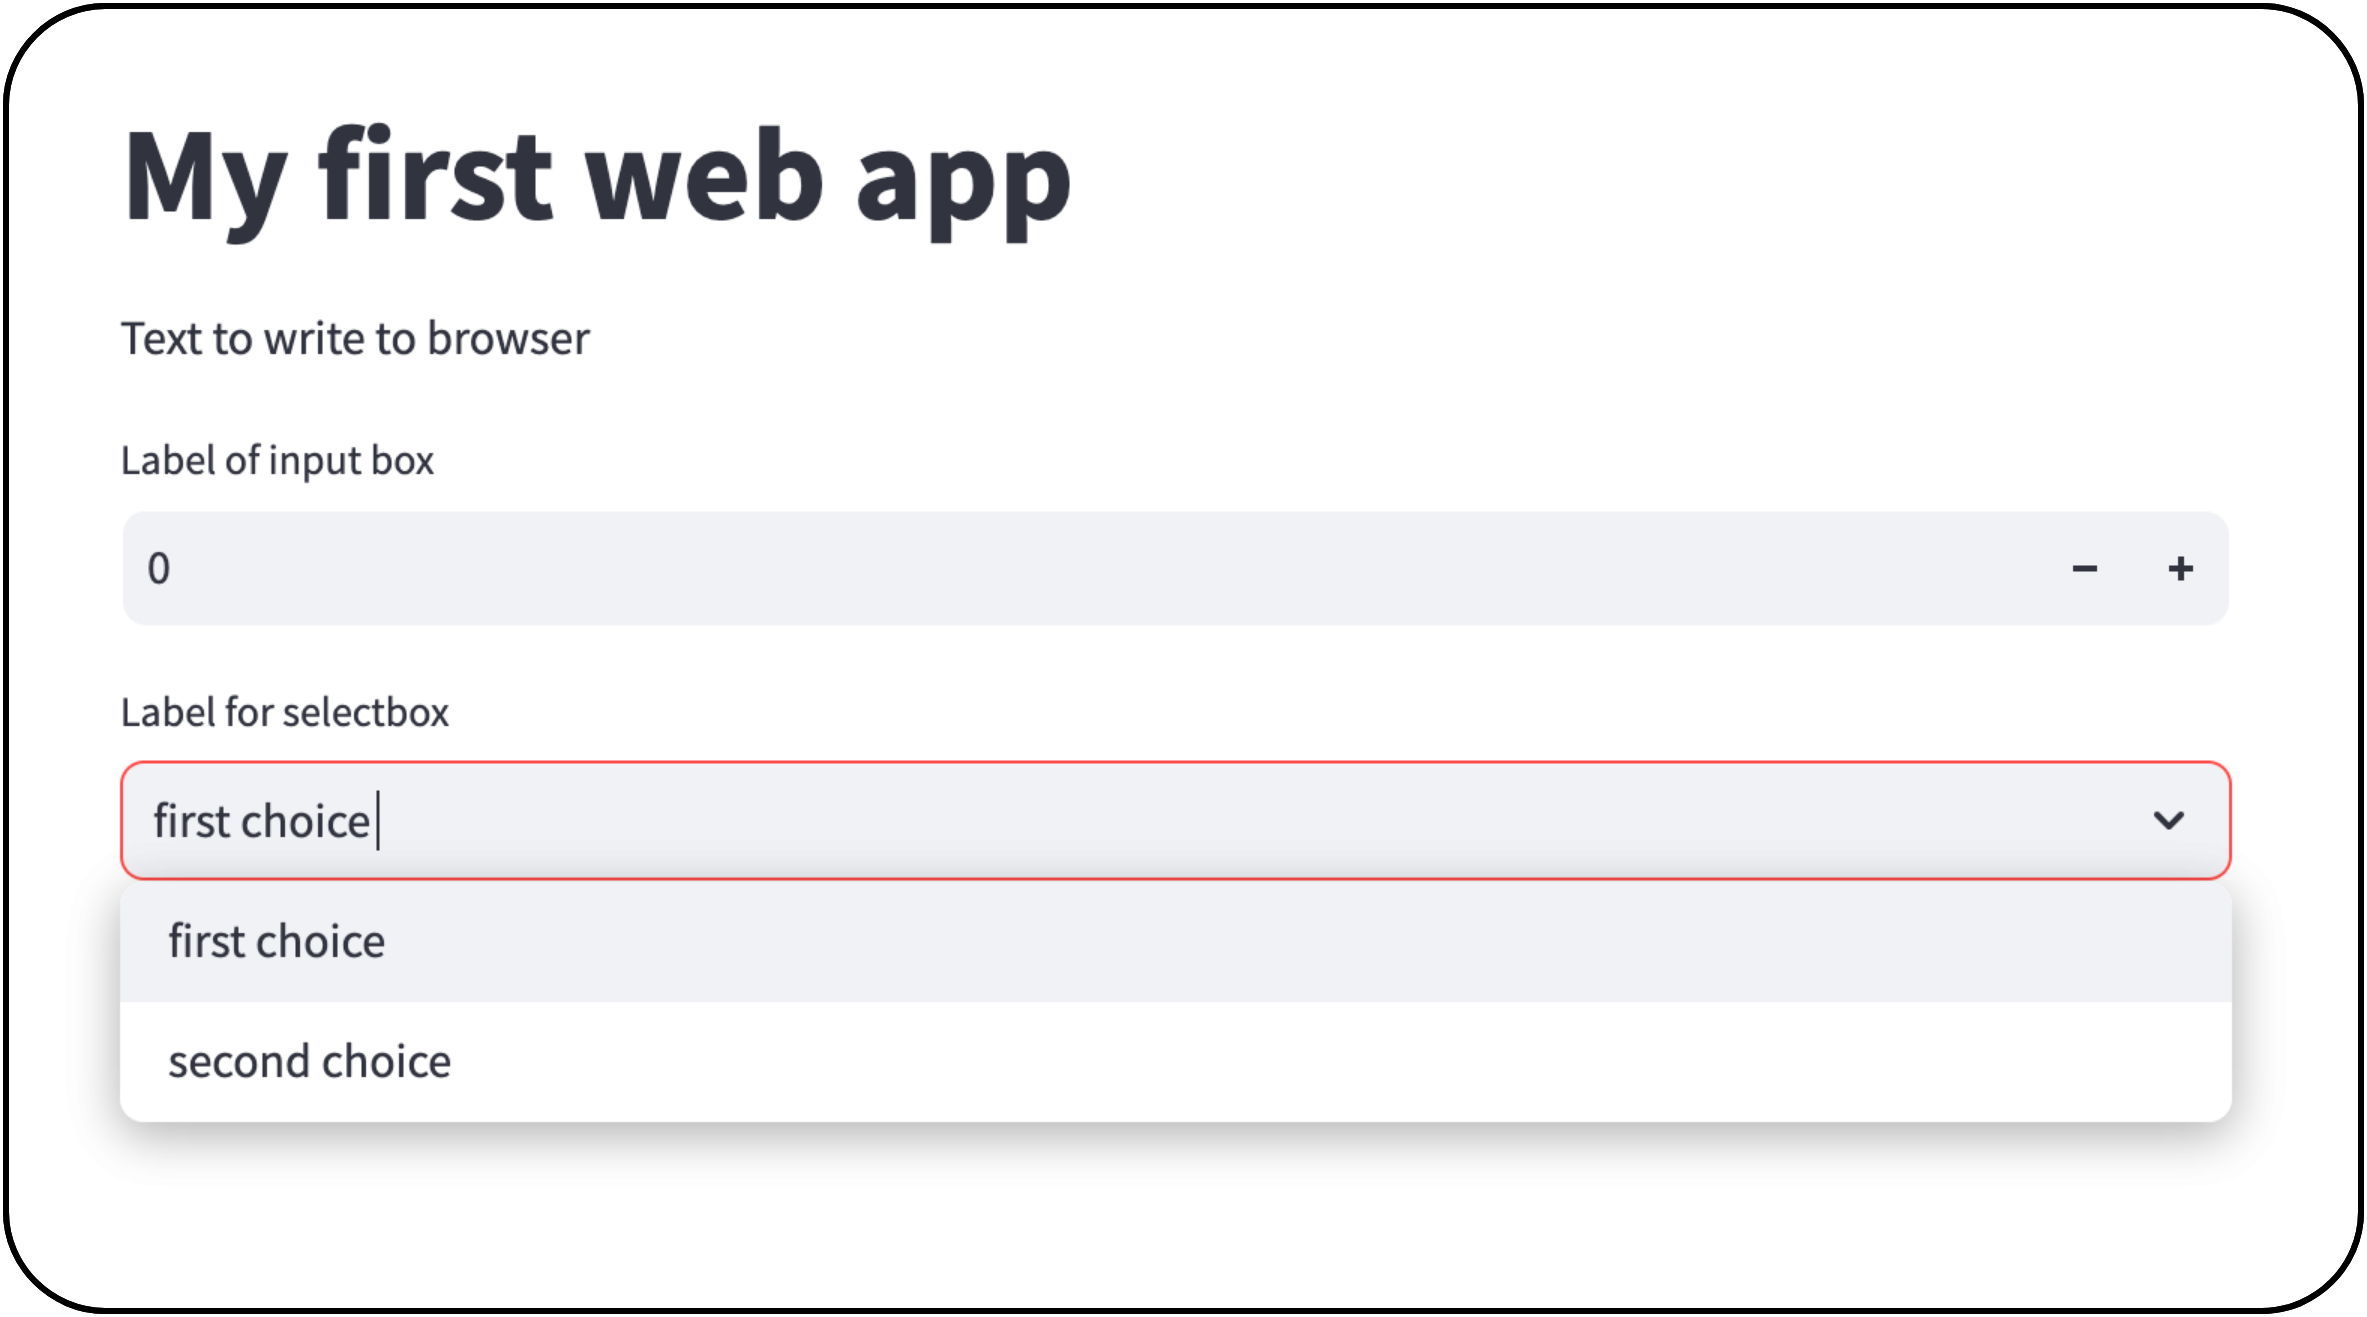 My first web app
Text to write to browser
Label of input box
0 − +
Label for selectbox
first choice
first choice
second choice